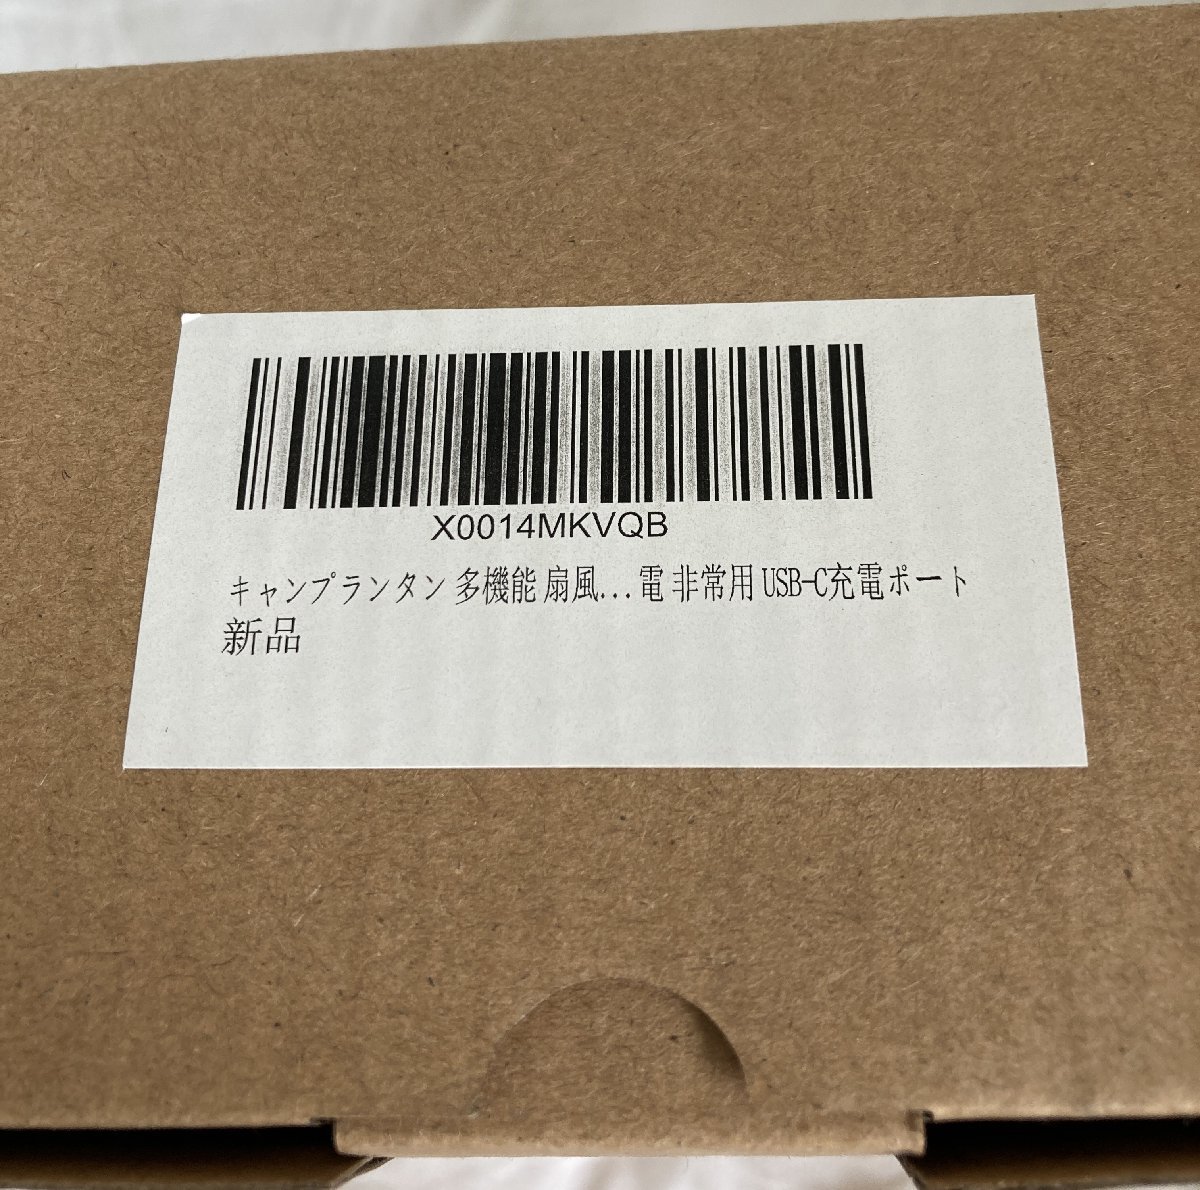 X0014MKVQB
キャンプランタン 多機能 扇風...電 非常用 USB-C充電ポート
新品